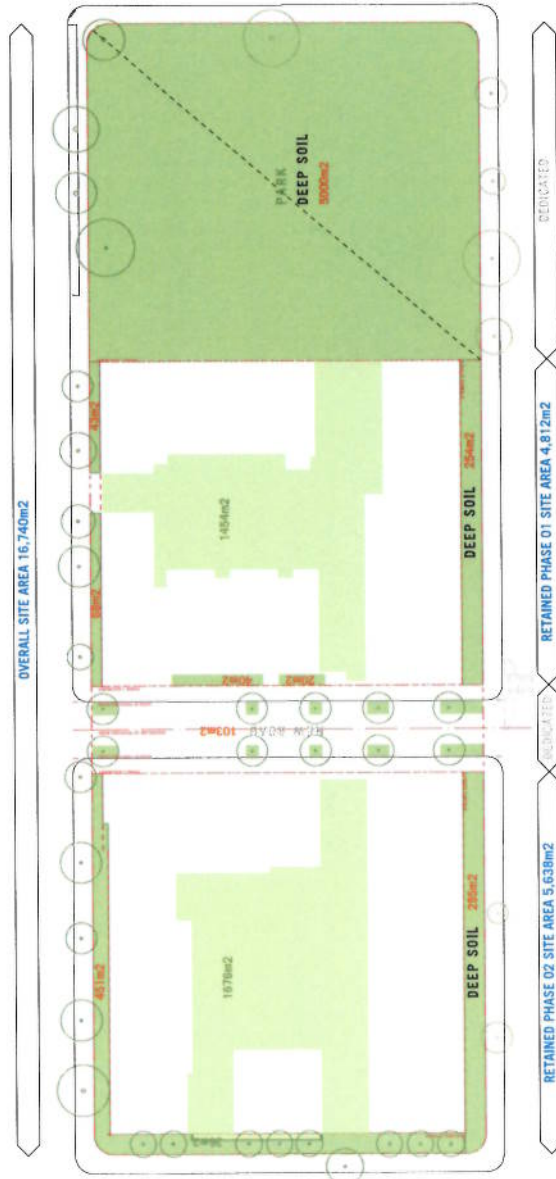 OVERALL SITE AREA 16,740m2
PARK
DEEP SOIL
5000m2
DEDICATED
43m2
1454m2
254m2
DEEP SOIL
RETAINED PHASE 01 SITE AREA 4,812m2
40m2
20m2
103m2
NEW ROAD
DEDICATED
451m2
1676m2
285m2
DEEP SOIL
RETAINED PHASE 02 SITE AREA 5,638m2